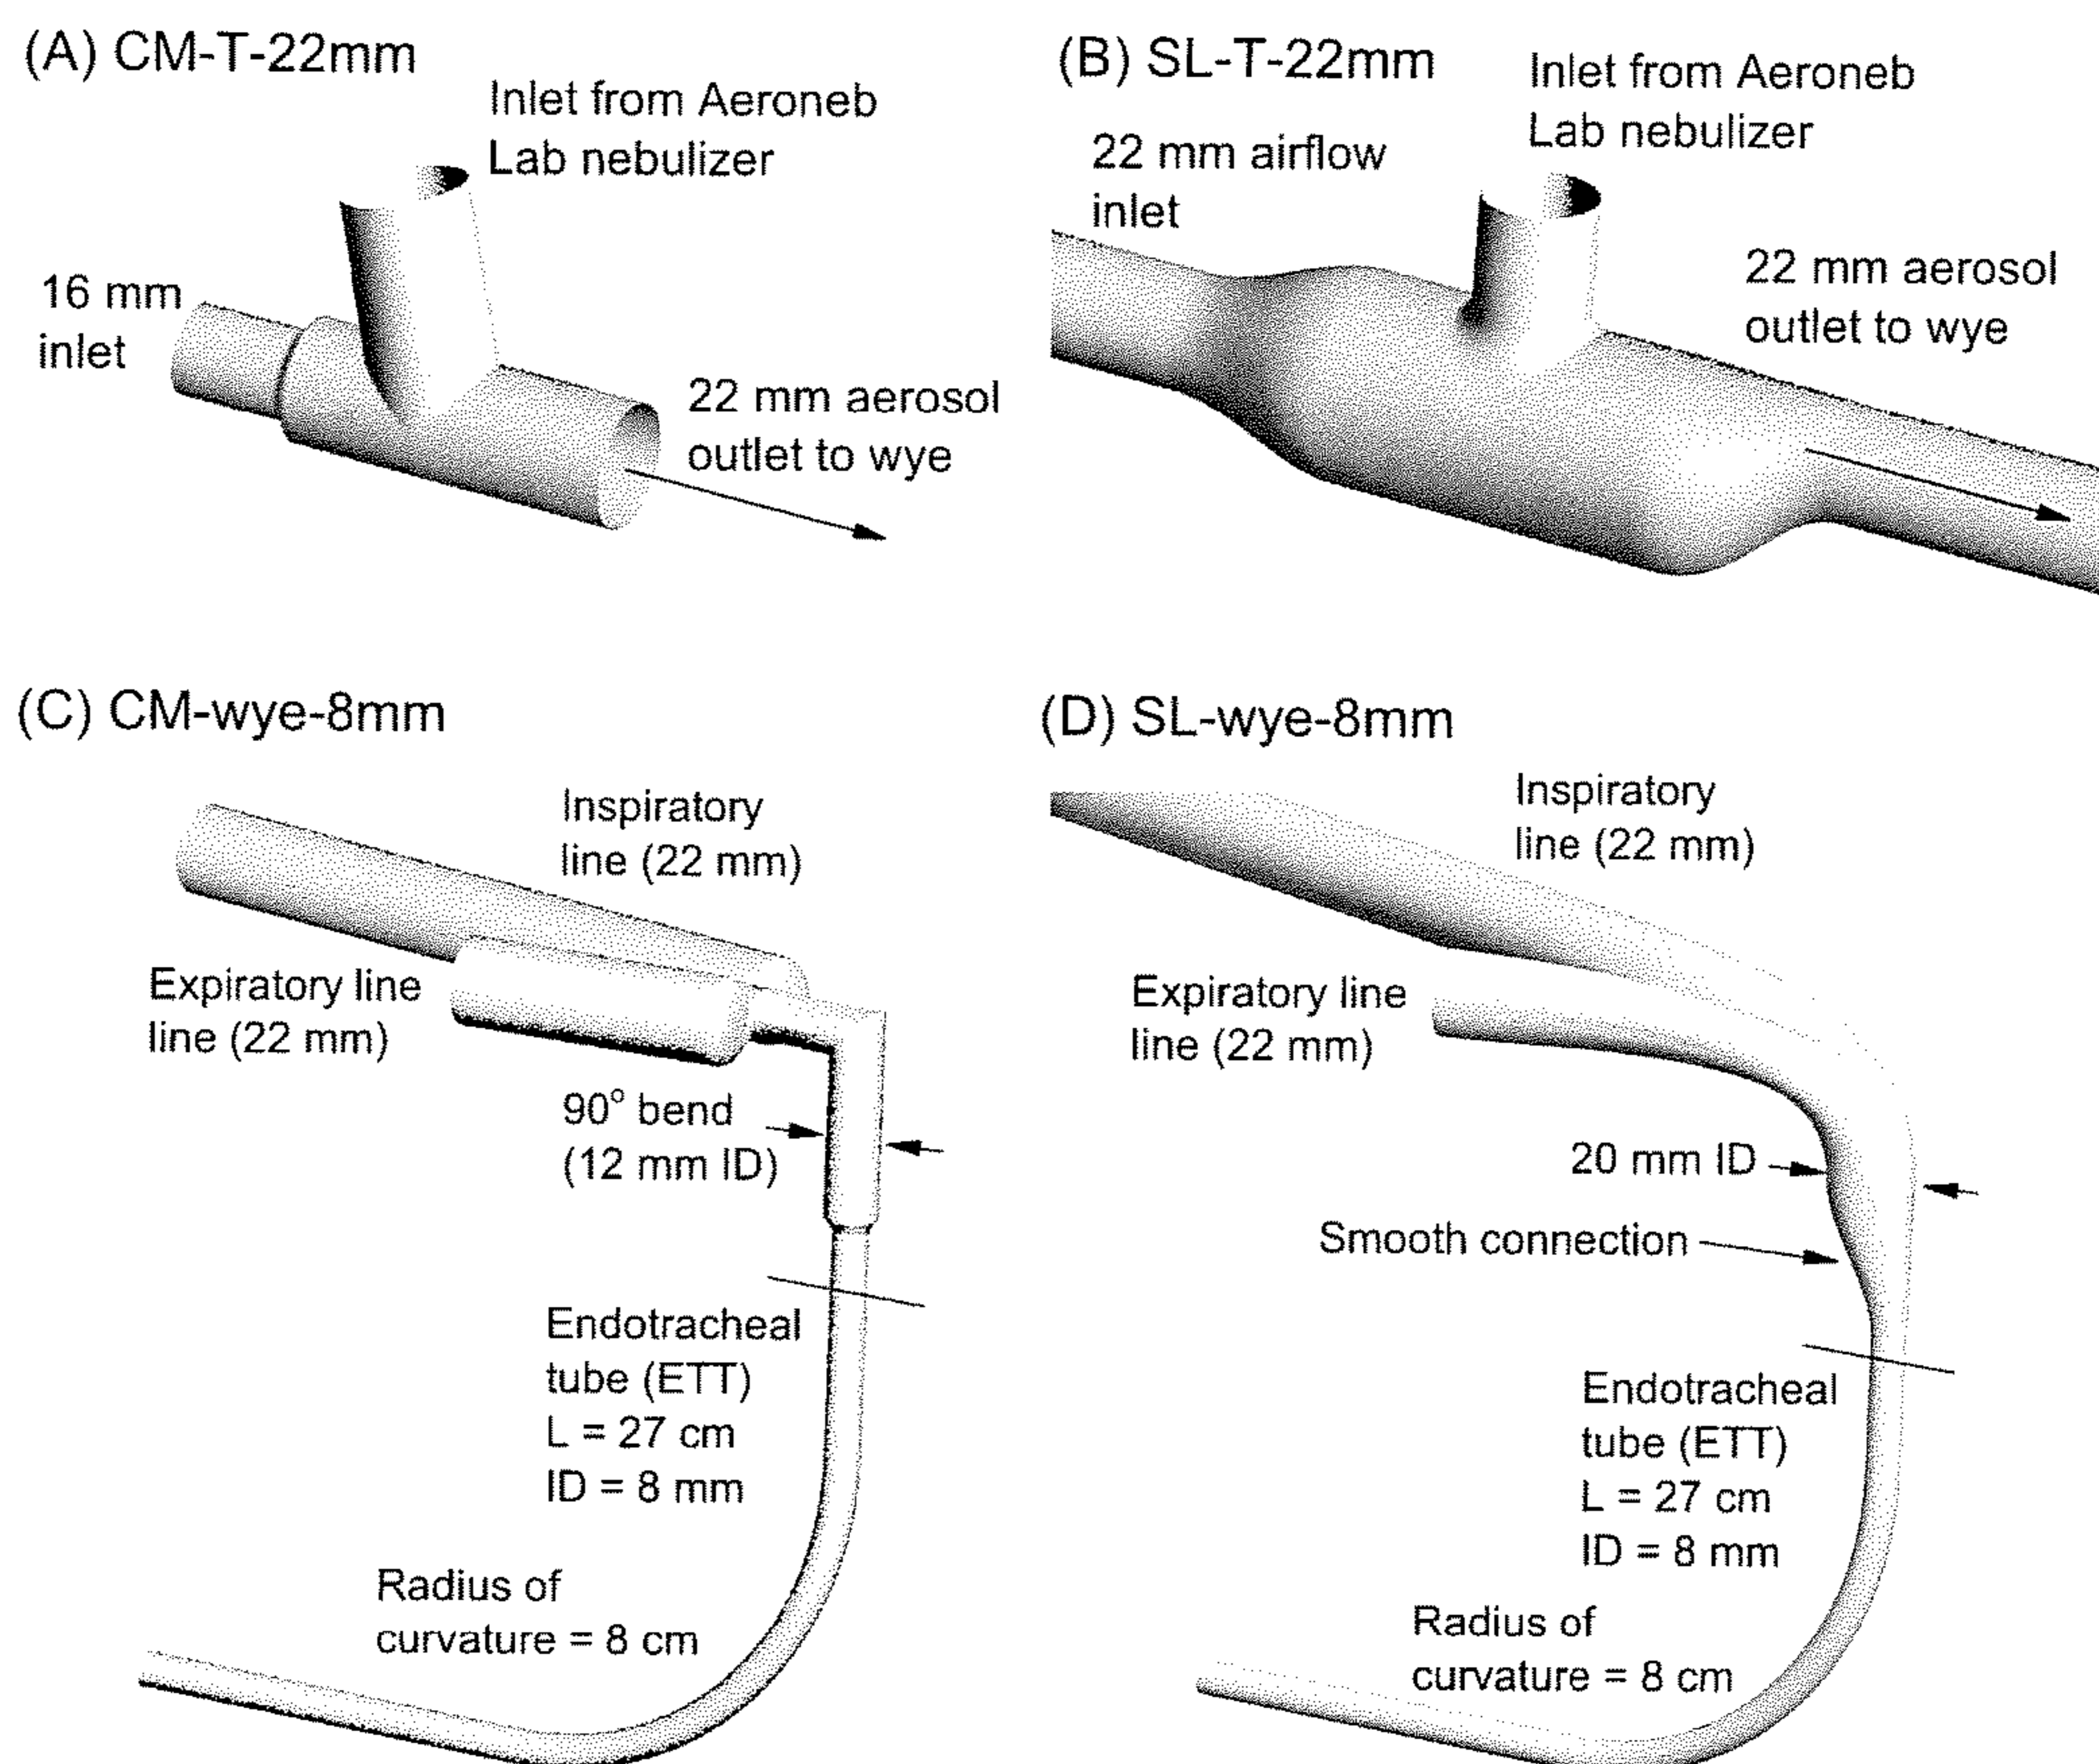 (A) CM-T-22mm
Inlet from Aeroneb
Lab nebulizer
16 mm
inlet
22 mm aerosol
outlet to wye
(B) SL-T-22mm
Inlet from Aeroneb
Lab nebulizer
22 mm airflow
inlet
22 mm aerosol
outlet to wye
(C) CM-wye-8mm
Inspiratory
line (22 mm)
Expiratory line
line (22 mm)
90° bend
(12 mm ID)
Endotracheal
tube (ETT)
L = 27 cm
ID = 8 mm
Radius of
curvature = 8 cm
(D) SL-wye-8mm
Inspiratory
line (22 mm)
Expiratory line
line (22 mm)
20 mm ID
Smooth connection
Endotracheal
tube (ETT)
L = 27 cm
ID = 8 mm
Radius of
curvature = 8 cm